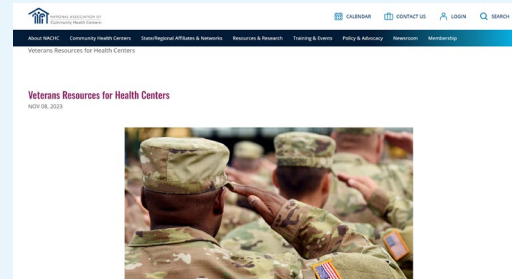 NATIONAL ASSOCIATION OF
Community Health Centers
CALENDAR
CONTACT US
LOGIN
SEARCH
About NACHC Community Health Centers State/Regional Affiliates & Networks Resources & Research Training & Events Policy & Advocacy Newsroom Membership
Veterans Resources for Health Centers
Veterans Resources for Health Centers
NOV 08, 2023